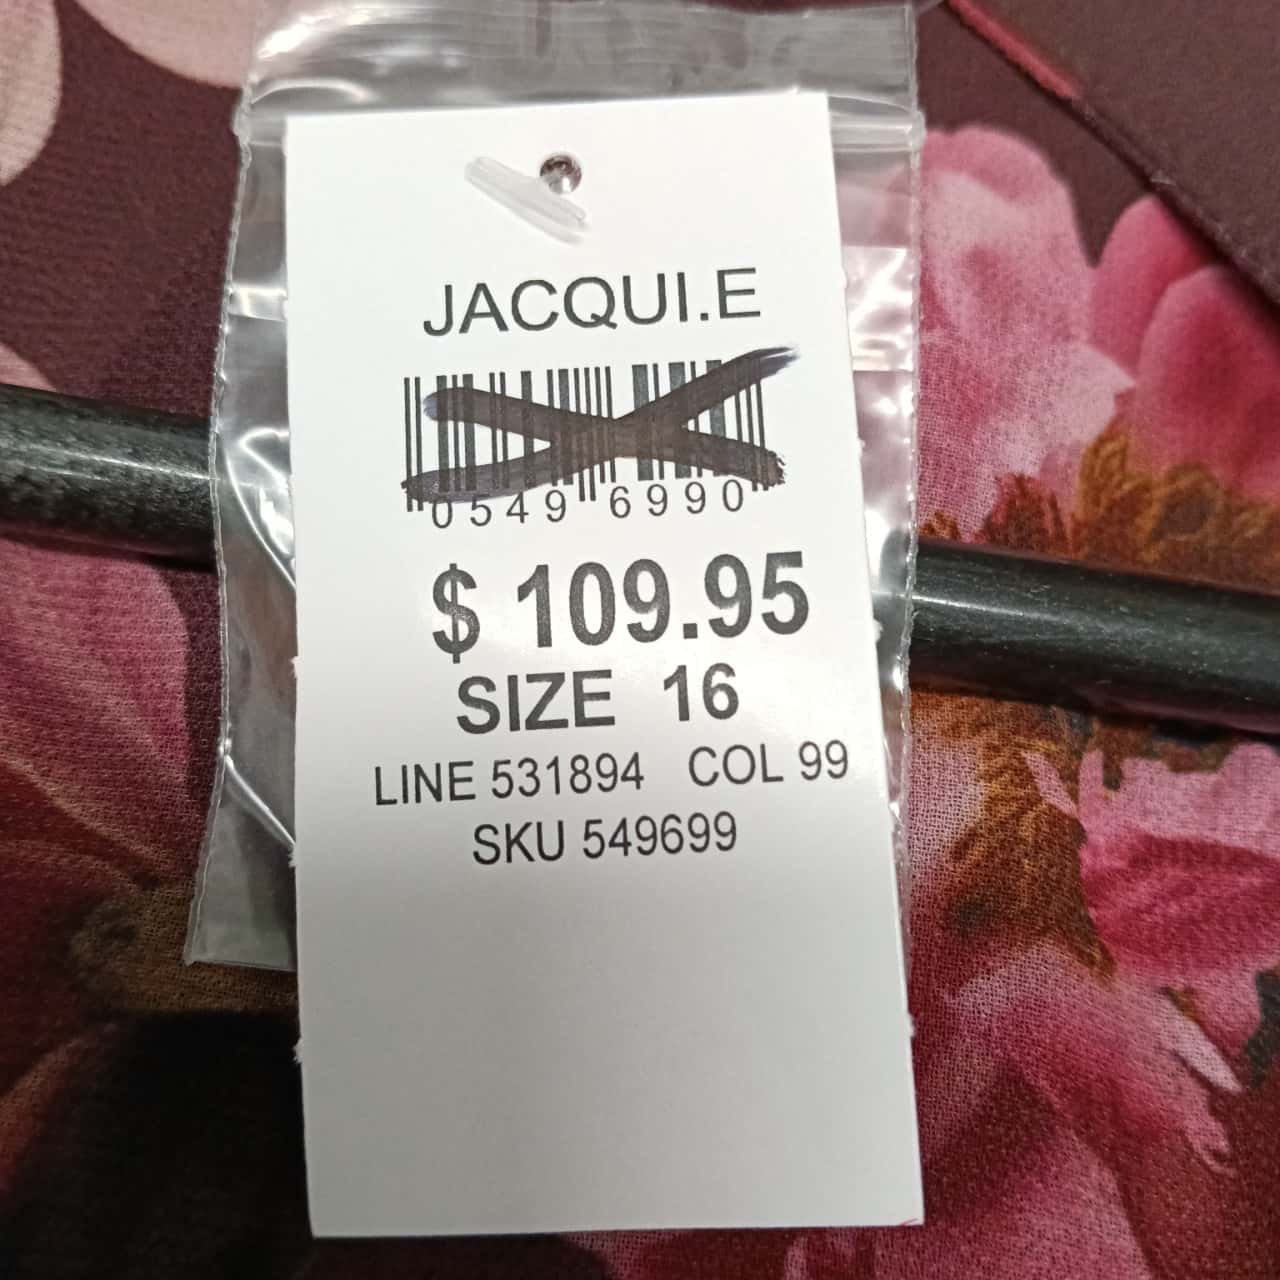 JACQUI.E
0549 6990
$ 109.95
SIZE 16
LINE 531894 COL 99
SKU 549699